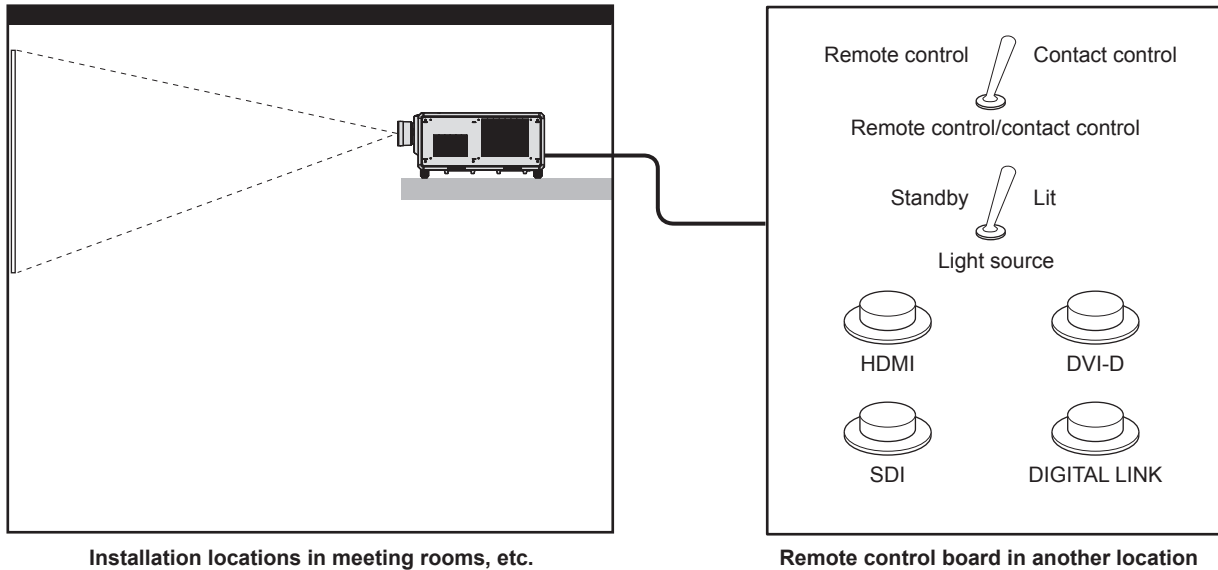 Remote control
Contact control
Remote control/contact control
Standby
Lit
Light source
HDMI
DVI-D
SDI
DIGITAL LINK
Installation locations in meeting rooms, etc.
Remote control board in another location